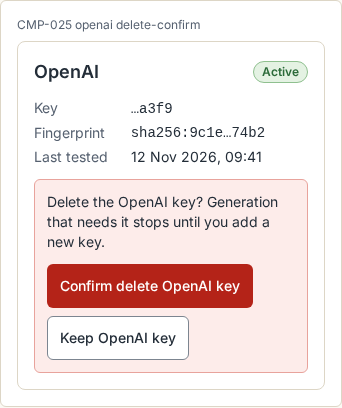 CMP-025 openai delete-confirm
OpenAI
Active
Key …a3f9
Fingerprint sha256:9c1e…74b2
Last tested 12 Nov 2026, 09:41
Delete the OpenAI key? Generation
that needs it stops until you add a
new key.
Confirm delete OpenAI key
Keep OpenAI key